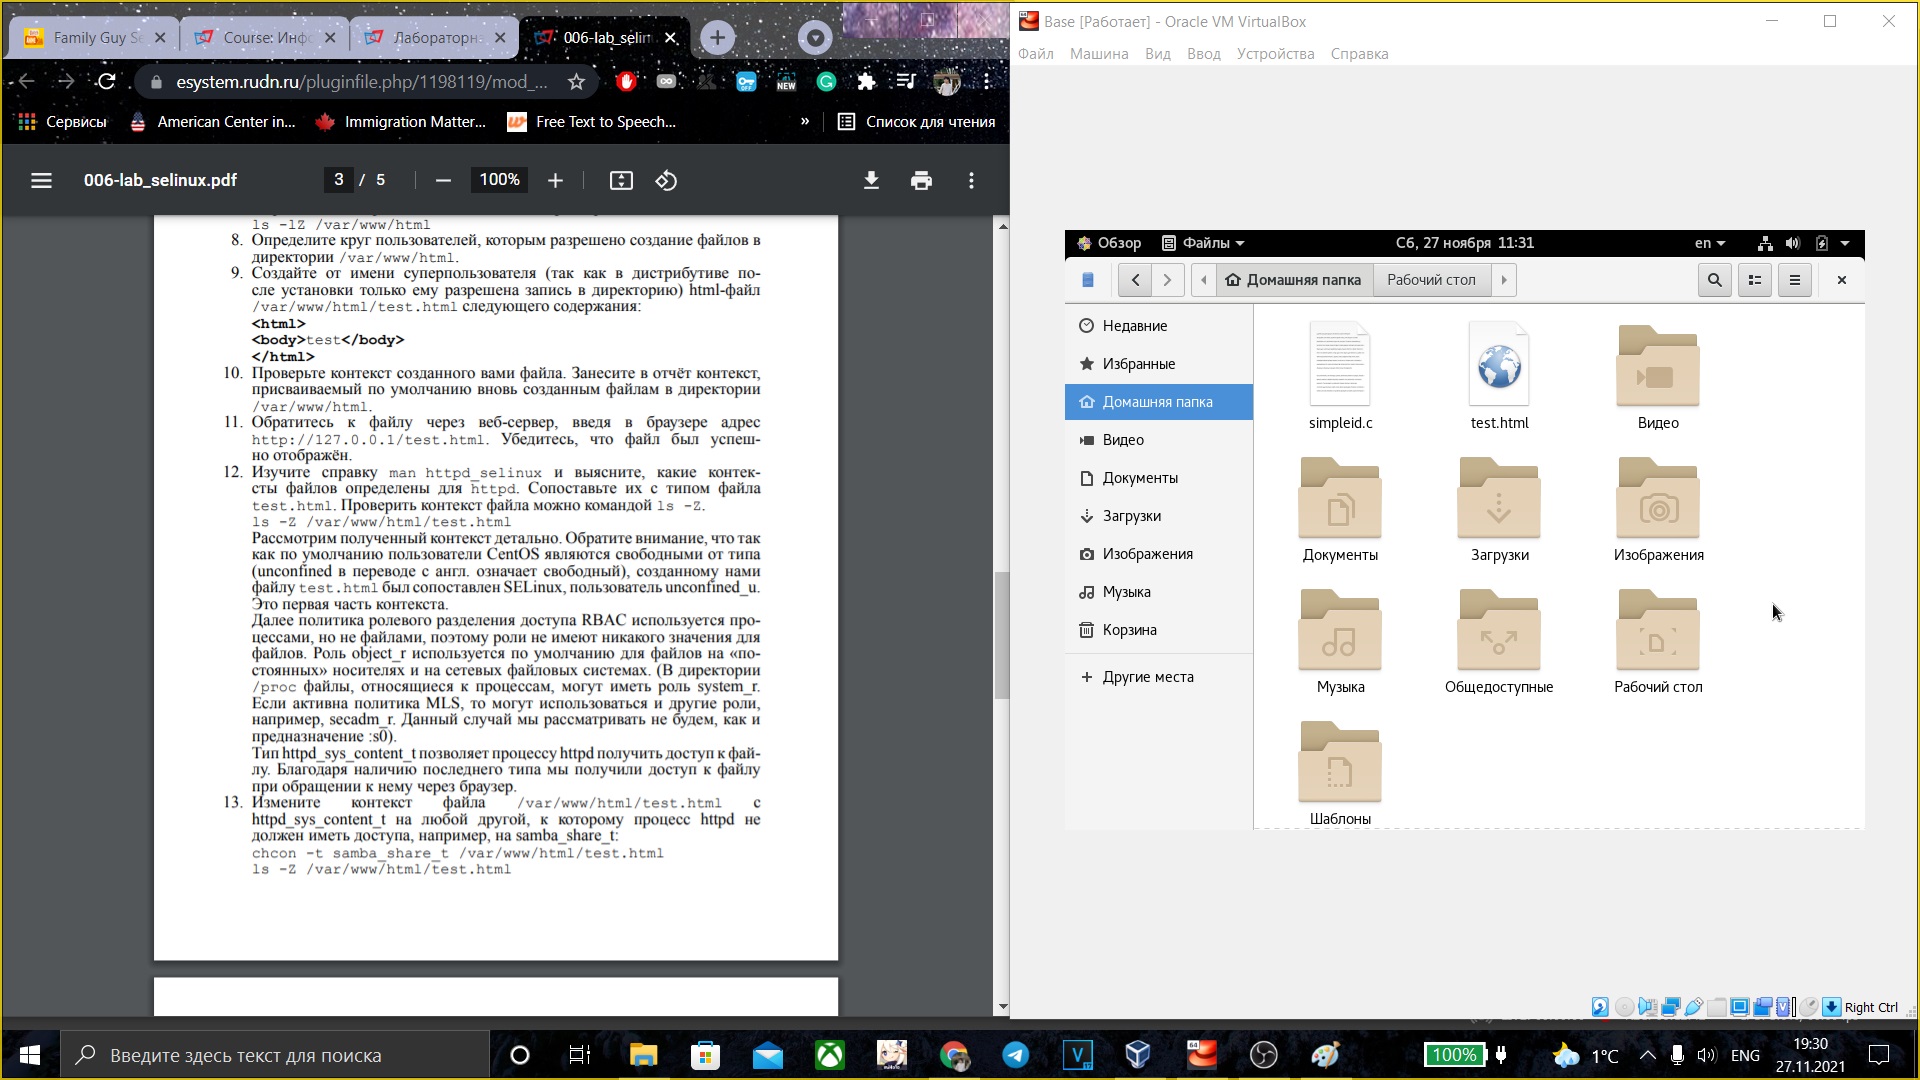 Family Guy S
Course: Инфо
Лабораторн
006-lab_selin
esystem.rudn.ru/pluginfile.php/1198119/mod_...
OFF
NEW
Сервисы
American Center in...
Immigration Matter...
Free Text to Speech...
»
Список для чтения
006-lab_selinux.pdf
3 / 5
100%
ls -lZ /var/www/html
8. Определите круг пользователей, которым разрешено создание файлов в
директории /var/www/html.
9. Создайте от имени суперпользователя (так как в дистрибутиве по-
сле установки только ему разрешена запись в директорию) html-файл
/var/www/html/test.html следующего содержания:
<html>
<body>test</body>
</html>
10. Проверьте контекст созданного вами файла. Занесите в отчёт контекст,
присваиваемый по умолчанию вновь созданным файлам в директории
/var/www/html.
11. Обратитесь к файлу через веб-сервер, введя в браузере адрес
http://127.0.0.1/test.html. Убедитесь, что файл был успеш-
но отображён.
12. Изучите справку man httpd_selinux и выясните, какие контек-
сты файлов определены для httpd. Сопоставьте их с типом файла
test.html. Проверить контекст файла можно командой ls -Z.
ls -Z /var/www/html/test.html
Рассмотрим полученный контекст детально. Обратите внимание, что так
как по умолчанию пользователи CentOS являются свободными от типа
(unconfined в переводе с англ. означает свободный), созданному нами
файлу test.html был сопоставлен SELinux, пользователь unconfined_u.
Это первая часть контекста.
Далее политика ролевого разделения доступа RBAC используется про-
цессами, но не файлами, поэтому роли не имеют никакого значения для
файлов. Роль object_r используется по умолчанию для файлов на «по-
стоянных» носителях и на сетевых файловых системах. (В директории
/proc файлы, относящиеся к процессам, могут иметь роль system_r.
Если активна политика MLS, то могут использоваться и другие роли,
например, secadm_r. Данный случай мы рассматривать не будем, как и
предназначение :s0).
Тип httpd_sys_content_t позволяет процессу httpd получить доступ к фай-
лу. Благодаря наличию последнего типа мы получили доступ к файлу
при обращении к нему через браузер.
13. Измените контекст файла /var/www/html/test.html с
httpd_sys_content_t на любой другой, к которому процесс httpd не
должен иметь доступа, например, на samba_share_t:
chcon -t samba_share_t /var/www/html/test.html
ls -Z /var/www/html/test.html
Base [Работает] - Oracle VM VirtualBox
Файл Машина Вид Ввод Устройства Справка
Обзор Файлы Сб, 27 ноября 11:31 en
Домашняя папка Рабочий стол
Недавние
Избранные
Домашняя папка
Видео
Документы
Загрузки
Изображения
Музыка
Корзина
Другие места
simpleid.c test.html Видео
Документы Загрузки Изображения
Музыка Общедоступные Рабочий стол
Шаблоны
Right Ctrl
Введите здесь текст для поиска
100%
1°C
ENG
19:30
27.11.2021